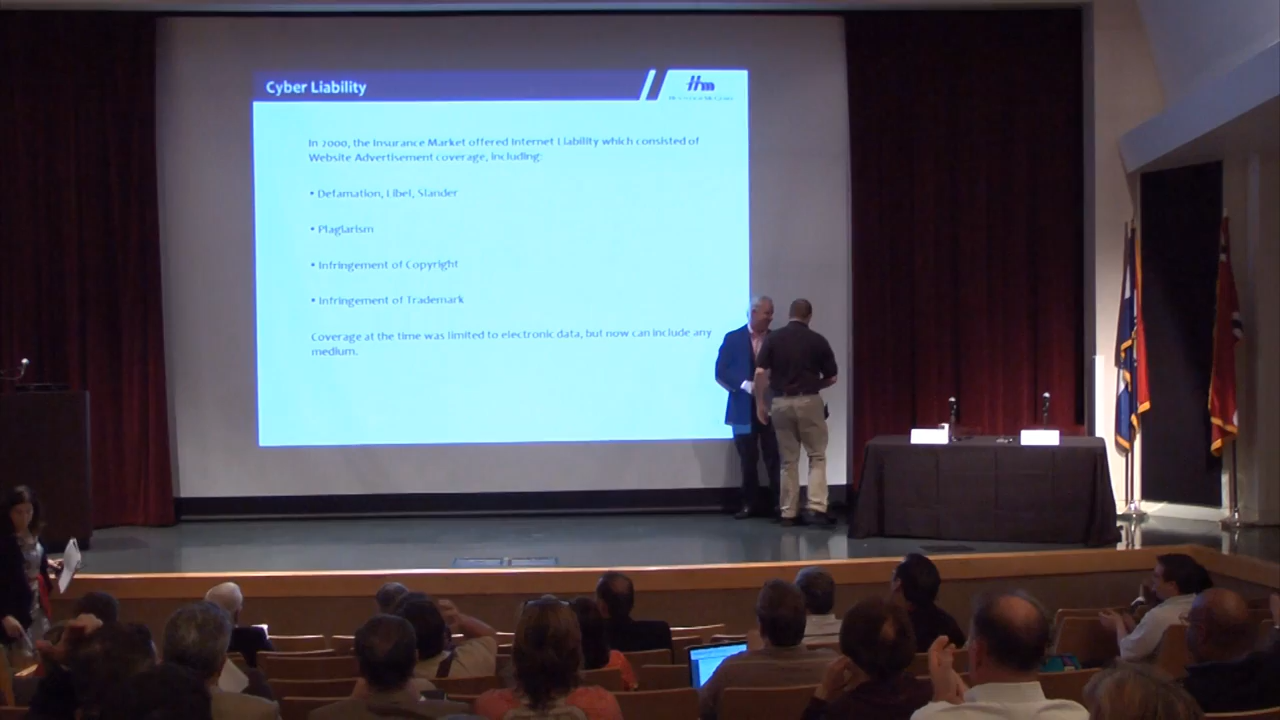 Cyber Liability
In 2000, the Insurance Market offered Internet Liability which consisted of
Website Advertisement coverage, including:
• Defamation, Libel, Slander
• Plagiarism
• Infringement of Copyright
• Infringement of Trademark
Coverage at the time was limited to electronic data, but now can include any
medium.